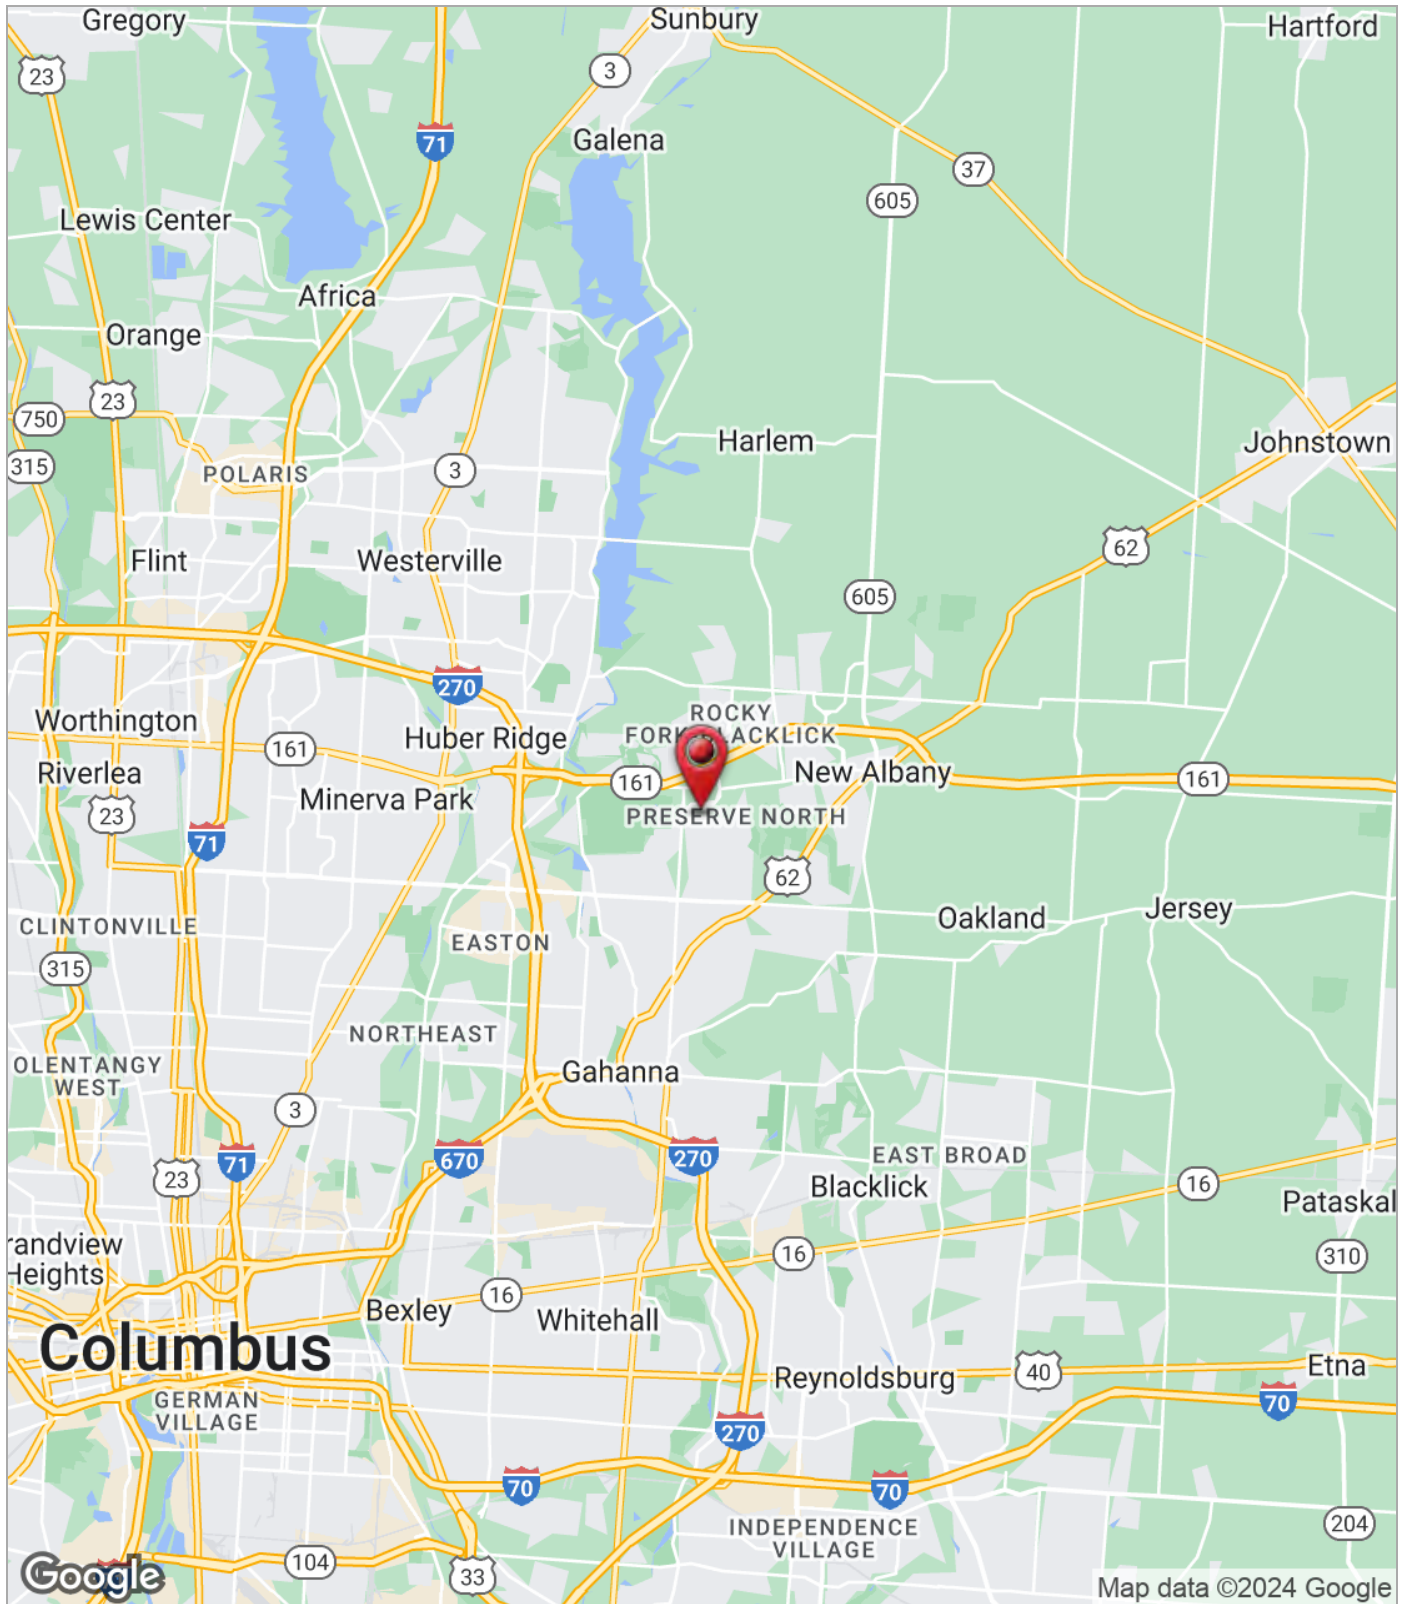 Gregory
Sunbury
Hartford
23
3
71
Galena
37
605
Lewis Center
Africa
Orange
23
750
315
POLARIS
3
Harlem
Johnstown
62
Flint
Westerville
605
270
Worthington
161
Huber Ridge
ROCKY
FORK
LACKLICK
Riverlea
161
New Albany
161
23
Minerva Park
PRESERVE NORTH
71
62
CLINTONVILLE
Oakland
Jersey
315
EASTON
NORTHEAST
OLENTANGY
WEST
Gahanna
3
71
670
270
EAST BROAD
23
Blacklick
16
Pataskal
randview
Heights
16
310
16
Bexley
Whitehall
Columbus
Reynoldsburg
40
Etna
GERMAN
VILLAGE
70
270
70
70
INDEPENDENCE
VILLAGE
204
104
33
Google
Map data ©2024 Google